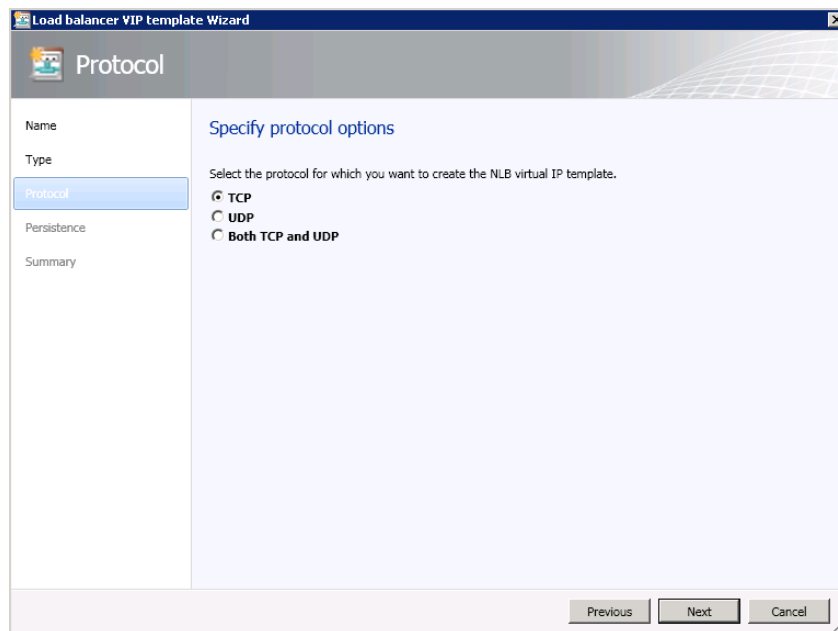 Load balancer VIP template Wizard
Protocol
Name
Type
Protocol
Persistence
Summary
Specify protocol options
Select the protocol for which you want to create the NLB virtual IP template.
TCP
UDP
Both TCP and UDP
Previous Next Cancel